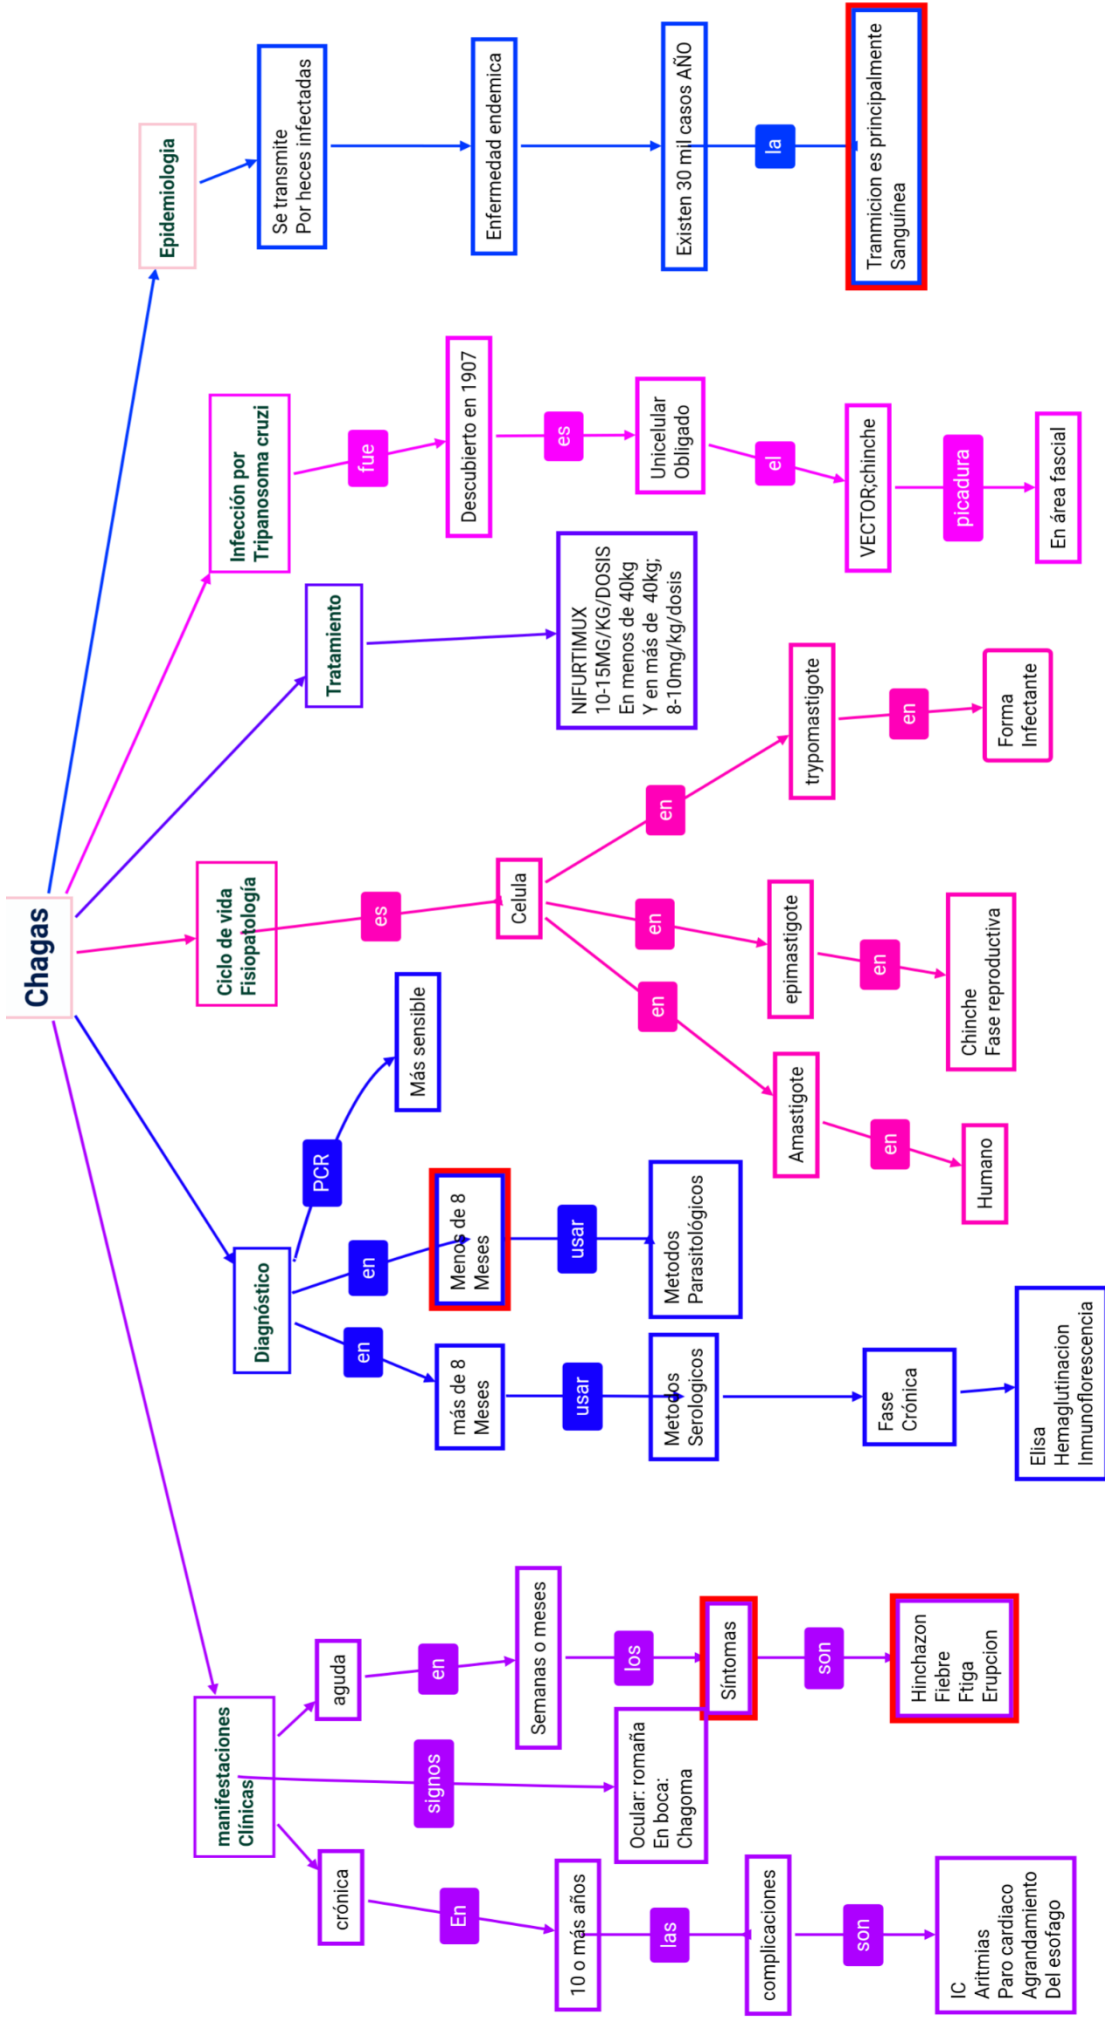 Chagas
manifestaciones
Clínicas
crónica
En
10 o más años
las
complicaciones
son
IC
Aritmias
Paro cardiaco
Agrandamiento
Del esofago
signos
Ocular: romaña
En boca:
Chagoma
aguda
en
Semanas o meses
los
Síntomas
son
Hinchazon
Fiebre
Ftiga
Erupcion
Diagnóstico
en
más de 8
Meses
usar
Metodos
Serologicos
Fase
Crónica
Elisa
Hemaglutinacion
Inmunoflorescencia
en
Menos de 8
Meses
usar
Metodos
Parasitológicos
PCR
Más sensible
Ciclo de vida
Fisiopatología
es
Celula
en
Amastigote
en
Humano
en
epimastigote
en
Chinche
Fase reproductiva
en
trypomastigote
en
Forma
Infectante
Tratamiento
NIFURTIMUX
10-15MG/KG/DOSIS
En menos de 40kg
Y en más de 40kg;
8-10mg/kg/dosis
Infección por
Tripanosoma cruzi
fue
Descubierto en 1907
es
Unicelular
Obligado
el
VECTOR;chinche
picadura
En área fascial
Epidemiologia
Se transmite
Por heces infectadas
Enfermedad endemica
Existen 30 mil casos AÑO
la
Tranmicion es principalmente
Sanguínea